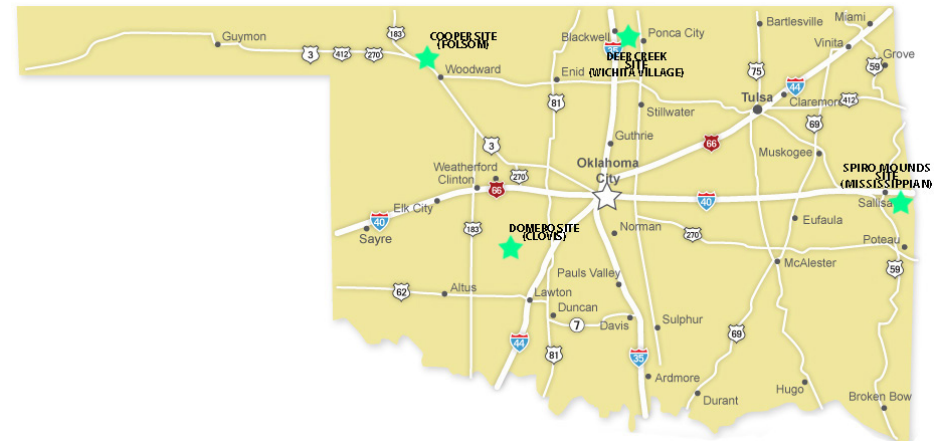 Guymon
3
412
270
183
COOPER SITE
(FOLSOM)
Woodward
Blackwell
35
Ponca City
DEER CREEK
SITE
(WICHITA VILLAGE)
Enid
Bartlesville
Miami
Vinita
Grove
59
75
44
Tulsa
Claremore
412
81
Stillwater
69
Guthrie
66
Muskogee
3
Oklahoma
City
Weatherford
Clinton
270
66
SPIRO MOUNDS
SITE
(MISSISSIPPIAN)
Sallisa
40
Elk City
40
Sayre
183
DOMEBO SITE
(CLOVIS)
Norman
270
Eufaula
Poteau
59
McAlester
Pauls Valley
62
Altus
Lawton
Duncan
7
Davis
Sulphur
69
44
81
35
Ardmore
Durant
Hugo
Broken Bow